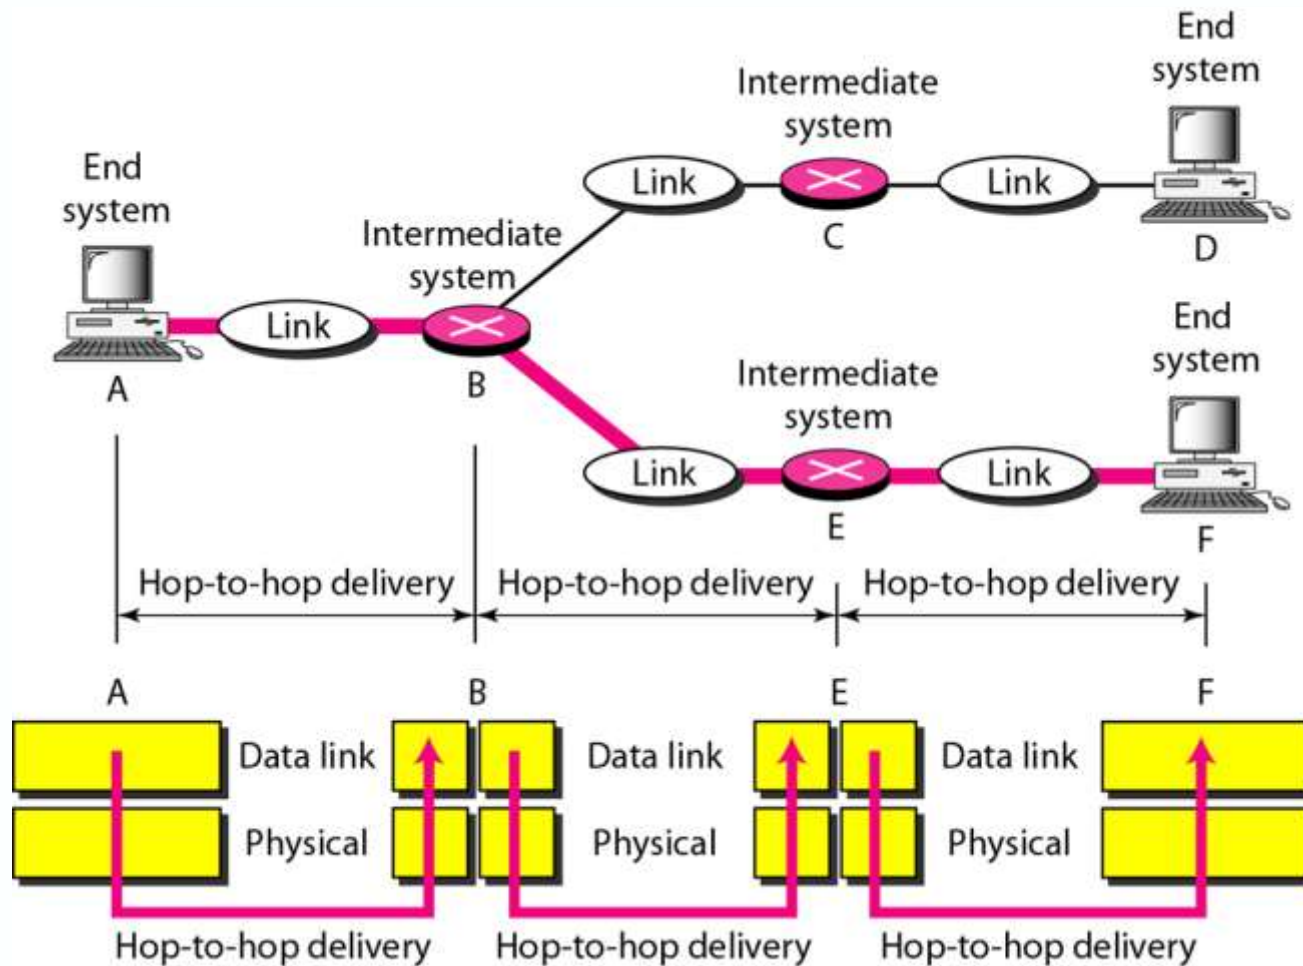 End
system
Intermediate
system
Link
Link
C
D
End
system
Intermediate
system
Link
A
B
End
system
Intermediate
system
Link
Link
E
F
Hop-to-hop delivery
Hop-to-hop delivery
Hop-to-hop delivery
A
B
E
F
Data link
Data link
Data link
Physical
Physical
Physical
Hop-to-hop delivery
Hop-to-hop delivery
Hop-to-hop delivery